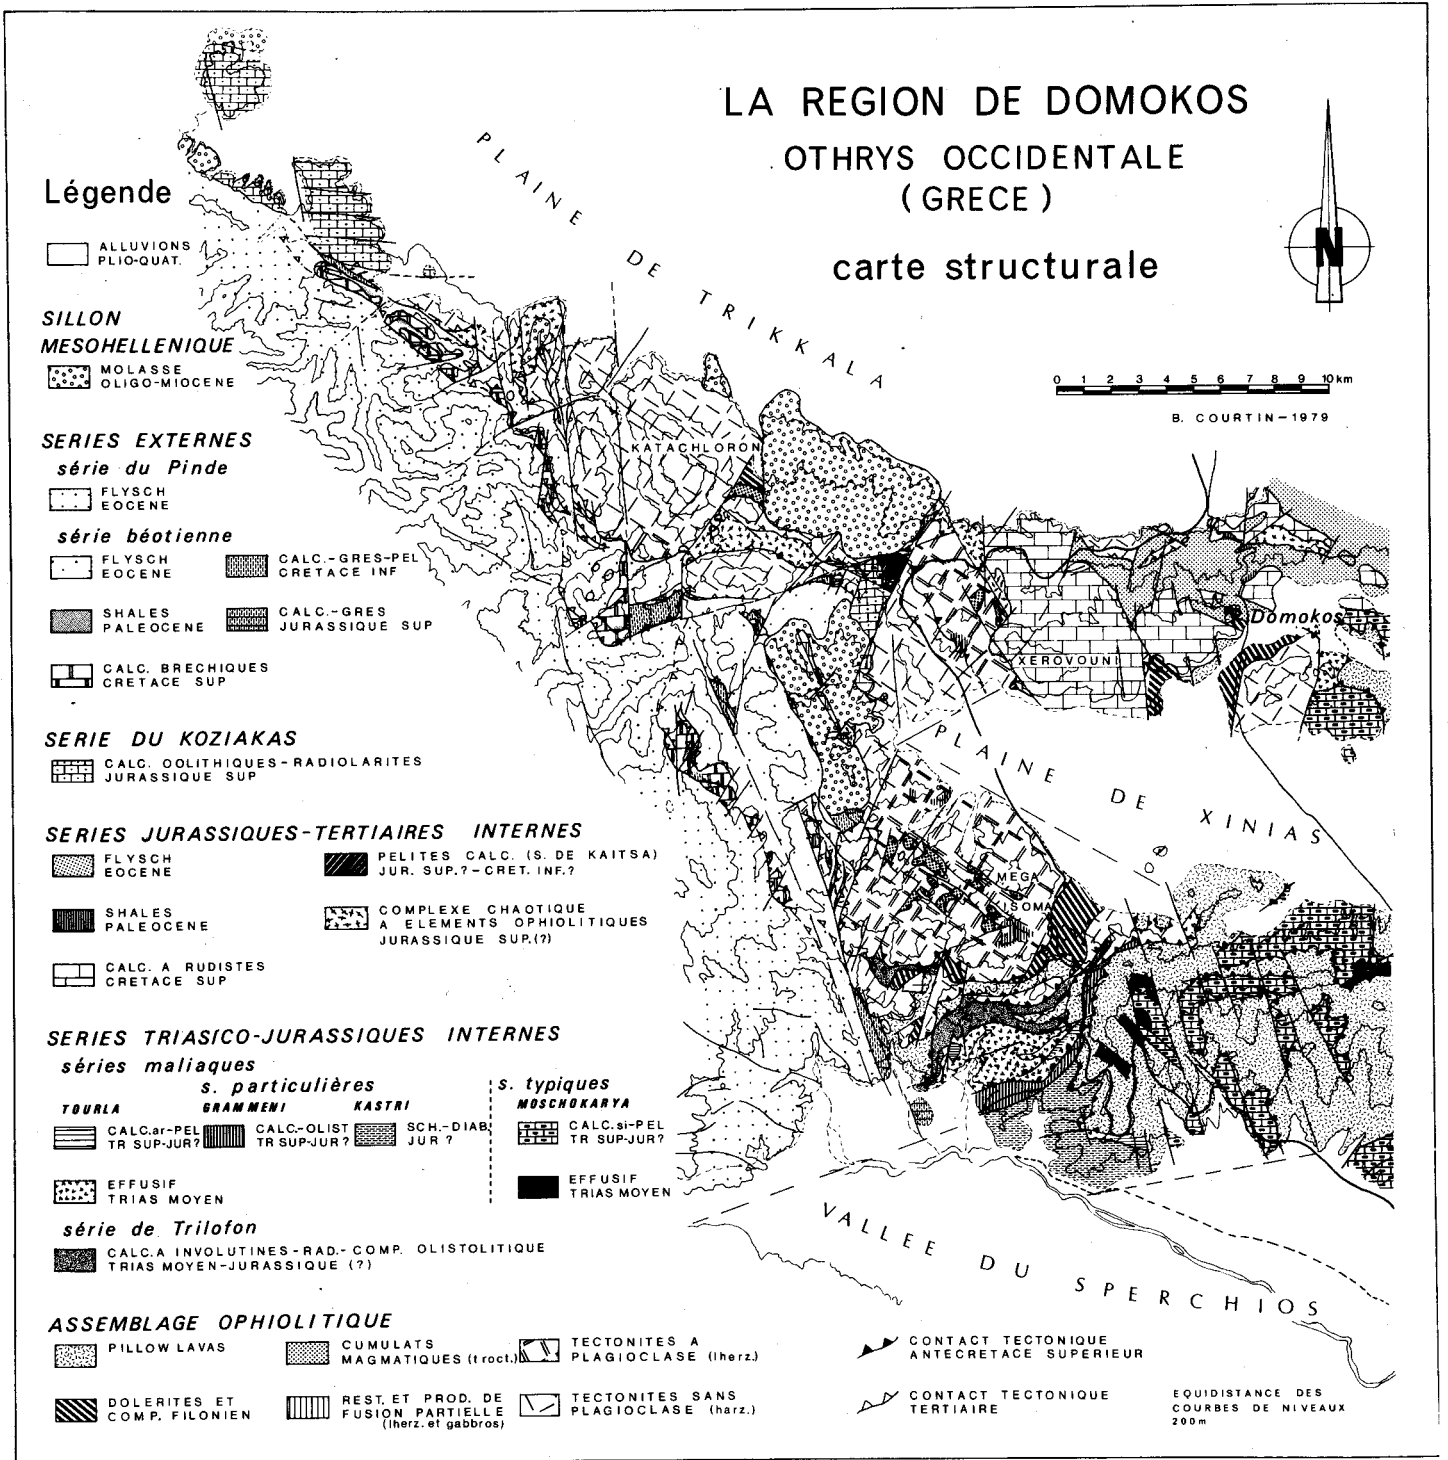 LA REGION DE DOMOKOS
OTHRYS OCCIDENTALE
(GRECE)
carte structurale
N
0 1 2 3 4 5 6 7 8 9 10 km
B. COURTIN-1979
PLAINE DE TRIKKALA
KATACHLORON
Domokos
XEROVOUNI
PLAINE DE XINIAS
MEGA
ISOMA
VALLEE DU SPERCHIOS
Légende
ALLUVIONS
PLIO-QUAT.
SILLON
MESOHELLENIQUE
MOLASSE
OLIGO-MIOCENE
SERIES EXTERNES
série du Pinde
FLYSCH
EOCENE
série béotienne
FLYSCH
EOCENE
CALC.-GRES-PEL
CRETACE INF
SHALES
PALEOCENE
CALC.-GRES
JURASSIQUE SUP
CALC. BRECHIQUES
CRETACE SUP
SERIE DU KOZIAKAS
CALC. OOLITHIQUES-RADIOLARITES
JURASSIQUE SUP
SERIES JURASSIQUES-TERTIAIRES INTERNES
FLYSCH
EOCENE
PELITES CALC. (S. DE KAITSA)
JUR. SUP.?-CRET. INF.?
SHALES
PALEOCENE
COMPLEXE CHAOTIQUE
A ELEMENTS OPHIOLITIQUES
JURASSIQUE SUP.(?)
CALC. A RUDISTES
CRETACE SUP
SERIES TRIASICO-JURASSIQUES INTERNES
séries maliaques
s. particulières
s. typiques
TOURLA
GRAMMENI
KASTRI
MOSCHOKARYA
CALC.ar-PEL
TR SUP-JUR?
CALC.-OLIST
TR SUP-JUR?
SCH.-DIAB.
JUR ?
CALC.si-PEL
TR SUP-JUR?
EFFUSIF
TRIAS MOYEN
EFFUSIF
TRIAS MOYEN
série de Trilofon
CALC.A INVOLUTINES-RAD.-COMP. OLISTOLITIQUE
TRIAS MOYEN-JURASSIQUE (?)
ASSEMBLAGE OPHIOLITIQUE
PILLOW LAVAS
CUMULATS
MAGMATIQUES (troct.)
TECTONITES A
PLAGIOCLASE (lherz.)
CONTACT TECTONIQUE
ANTECRETACE SUPERIEUR
DOLERITES ET
COMP. FILONIEN
REST. ET PROD. DE
FUSION PARTIELLE
(lherz. et gabbros)
TECTONITES SANS
PLAGIOCLASE (harz.)
CONTACT TECTONIQUE
TERTIAIRE
EQUIDISTANCE DES
COURBES DE NIVEAUX
200m